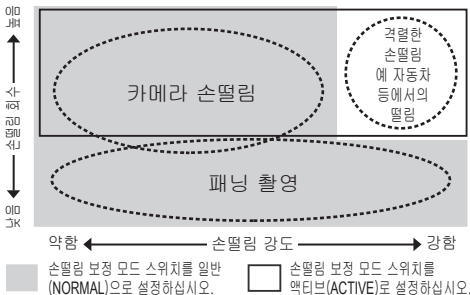 높음
손떨림 회수
낮음
카메라 손떨림
격렬한
손떨림
예 자동차
등에서의
떨림
패닝 촬영
약함
손떨림 강도
강함
손떨림 보정 모드 스위치를 일반
(NORMAL)으로 설정하십시오.
손떨림 보정 모드 스위치를
액티브(ACTIVE)로 설정하십시오.